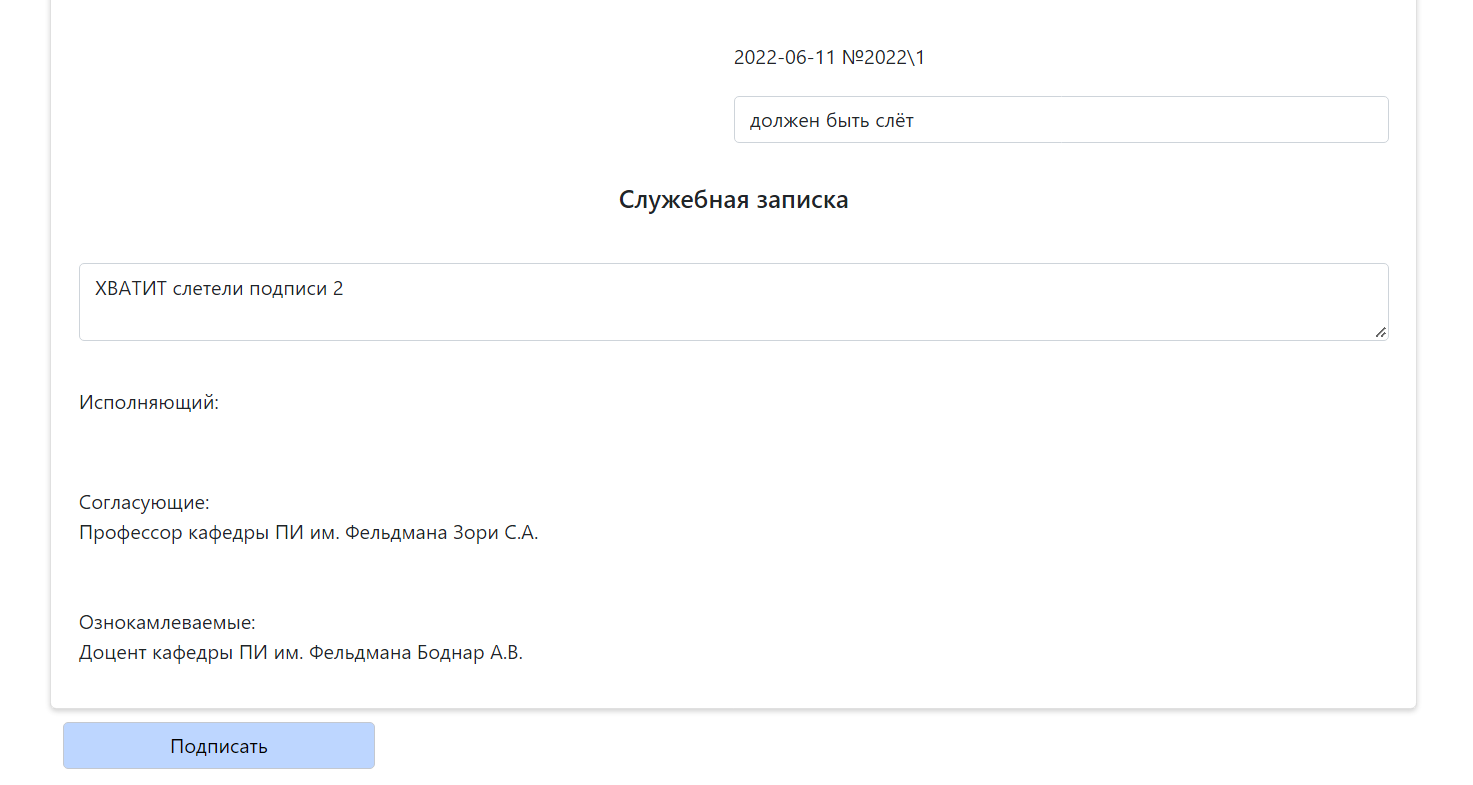 2022-06-11 №2022\1
должен быть слёт
Служебная записка
ХВАТИТ слетели подписи 2
Исполняющий:
Согласующие:
Профессор кафедры ПИ им. Фельдмана Зори С.А.
Ознокамлеваемые:
Доцент кафедры ПИ им. Фельдмана Боднар А.В.
Подписать